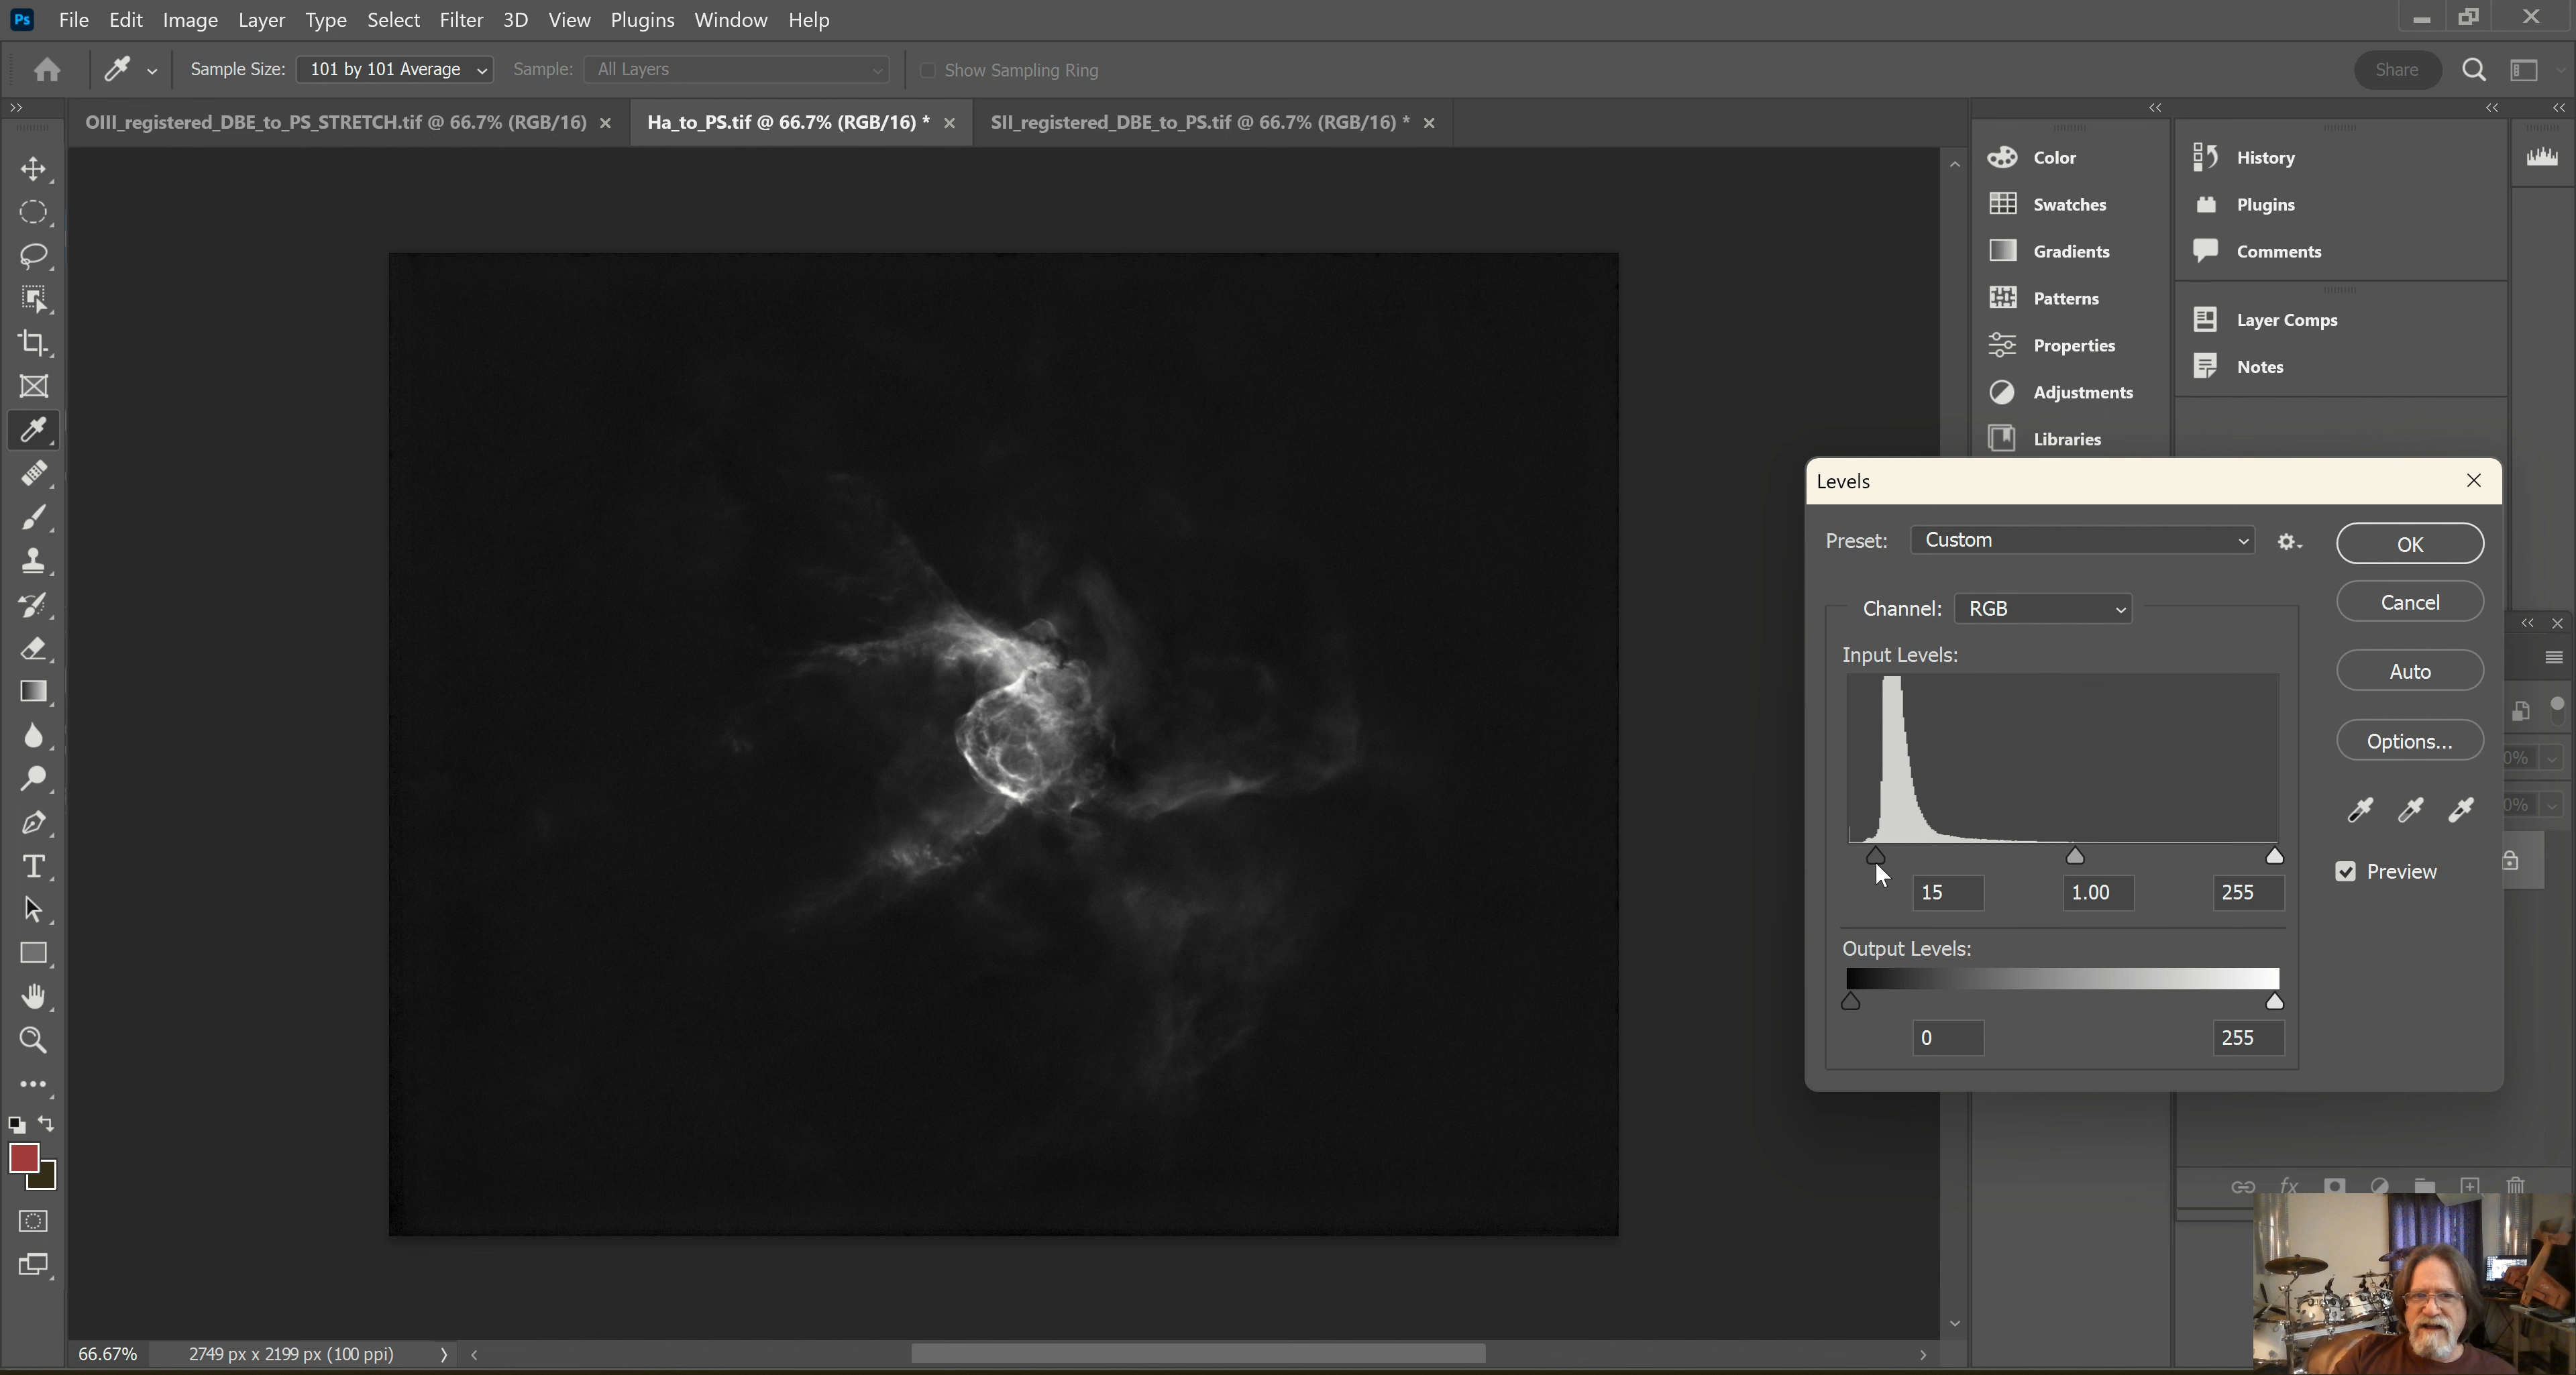 Ps File Edit Image Layer Type Select Filter 3D View Plugins Window Help
Sample Size: 101 by 101 Average Sample: All Layers Show Sampling Ring Share
OIII_registered_DBE_to_PS_STRETCH.tif @ 66.7% (RGB/16) Ha_to_PS.tif @ 66.7% (RGB/16) * SII_registered_DBE_to_PS.tif @ 66.7% (RGB/16) *
Color
Swatches
Gradients
Patterns
Properties
Adjustments
Libraries
History
Plugins
Comments
Layer Comps
Notes
Levels
Preset: Custom
OK
Channel: RGB
Cancel
Input Levels:
Auto
Options...
0%
0%
Preview
15 1.00 255
Output Levels:
0 255
fx
66.67% 2749 px x 2199 px (100 ppi)